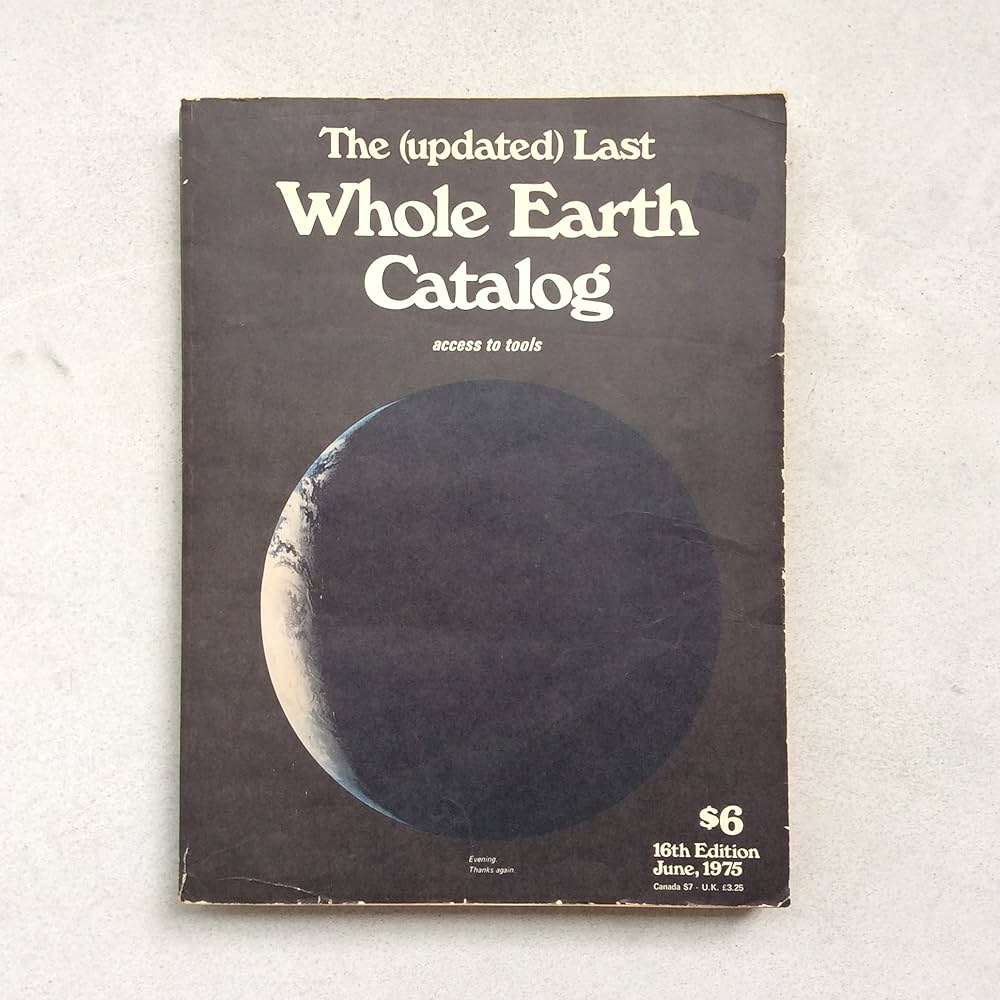 The (updated) Last
Whole Earth
Catalog
access to tools
Evening.
Thanks again.
$6
16th Edition
June, 1975
Canada $7 - U.K. £3.25